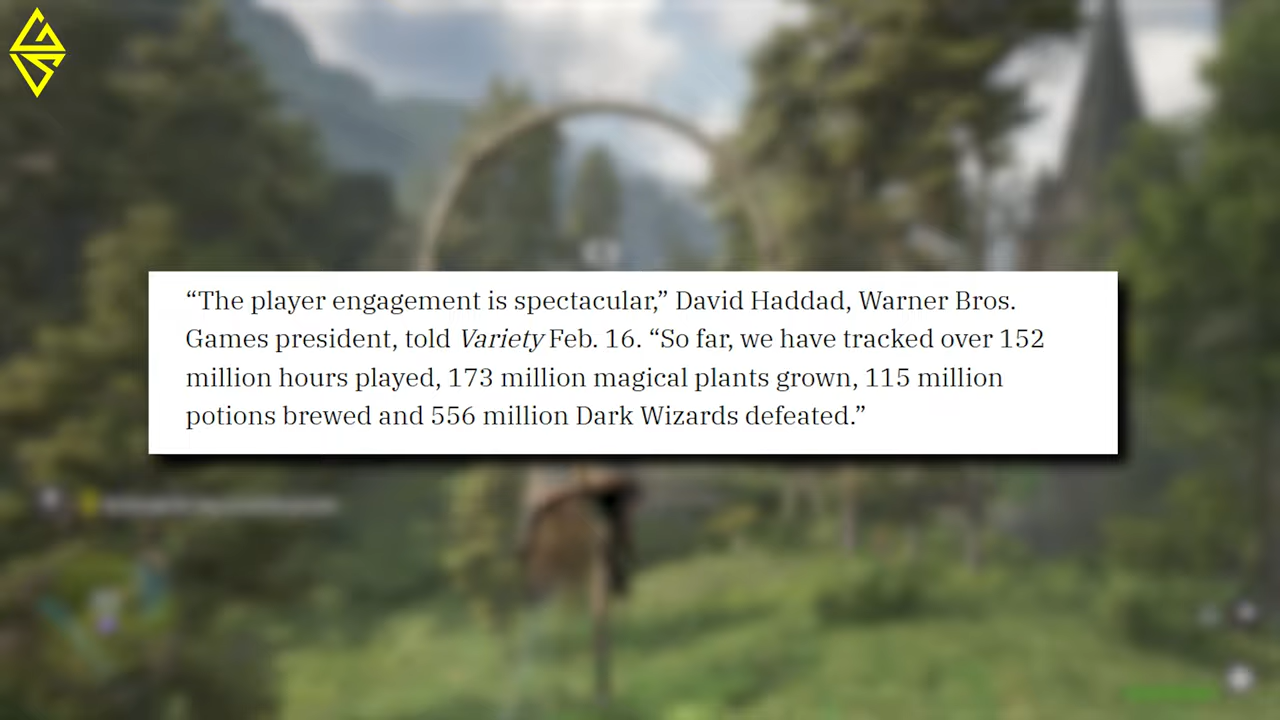 “The player engagement is spectacular,” David Haddad, Warner Bros.
Games president, told Variety Feb. 16. “So far, we have tracked over 152
million hours played, 173 million magical plants grown, 115 million
potions brewed and 556 million Dark Wizards defeated.”